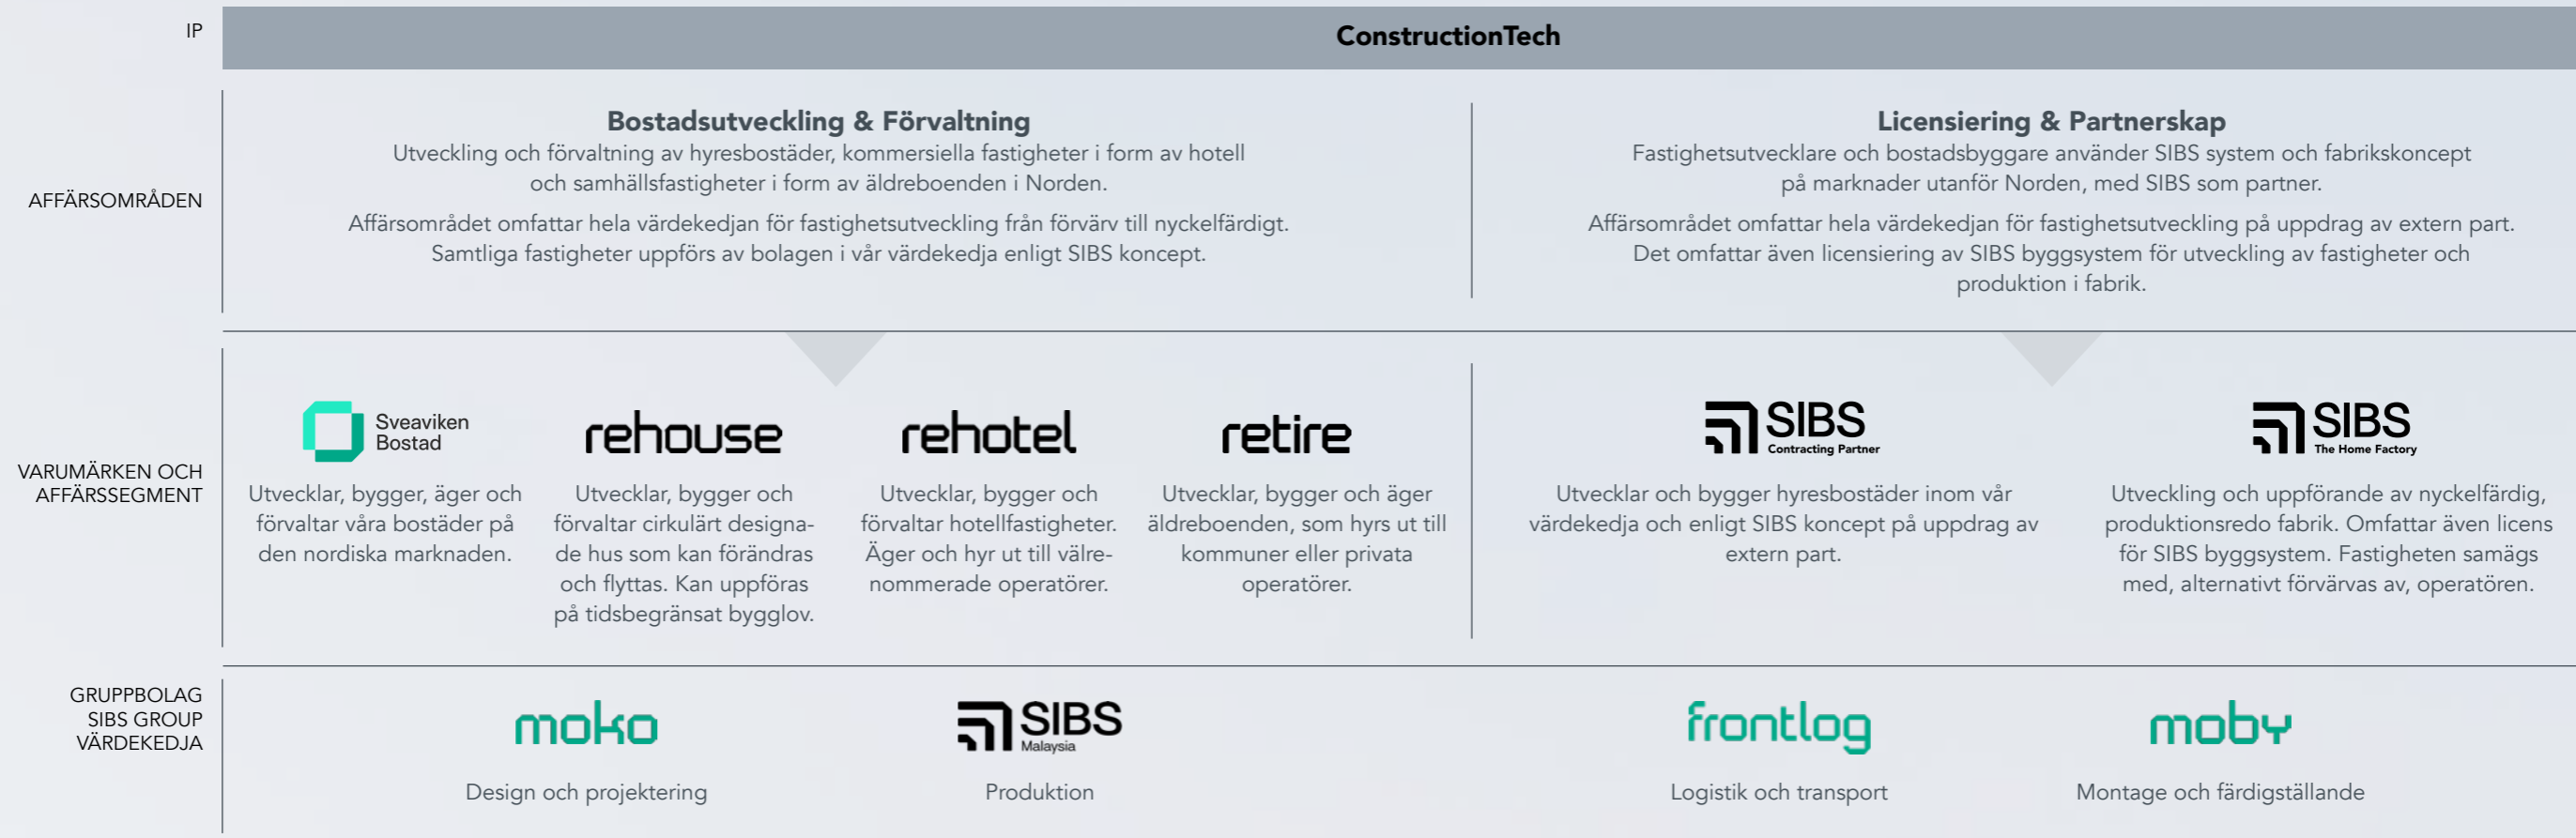 IP
ConstructionTech
AFFÄRSOMRÅDEN
Bostadsutveckling & Förvaltning
Utveckling och förvaltning av hyresbostäder, kommersiella fastigheter i form av hotell
och samhällsfastigheter i form av äldreboenden i Norden.
Affärsområdet omfattar hela värdekedjan för fastighetsutveckling från förvärv till nyckelfärdigt.
Samtliga fastigheter uppförs av bolagen i vår värdekedja enligt SIBS koncept.
Licensiering & Partnerskap
Fastighetsutvecklare och bostadsbyggare använder SIBS system och fabrikskoncept
på marknader utanför Norden, med SIBS som partner.
Affärsområdet omfattar hela värdekedjan för fastighetsutveckling på uppdrag av extern part.
Det omfattar även licensiering av SIBS byggsystem för utveckling av fastigheter och
produktion i fabrik.
VARUMÄRKEN OCH
AFFÄRSSEGMENT
Sveaviken
Bostad
Utvecklar, bygger, äger och
förvaltar våra bostäder på
den nordiska marknaden.
rehouse
Utvecklar, bygger och
förvaltar cirkulärt designa-
de hus som kan förändras
och flyttas. Kan uppföras
på tidsbegränsat bygglov.
rehotel
Utvecklar, bygger och
förvaltar hotellfastigheter.
Äger och hyr ut till välre-
nommerade operatörer.
retire
Utvecklar, bygger och äger
äldreboenden, som hyrs ut till
kommuner eller privata
operatörer.
SIBS
Contracting Partner
Utvecklar och bygger hyresbostäder inom vår
värdekedja och enligt SIBS koncept på uppdrag av
extern part.
SIBS
The Home Factory
Utveckling och uppförande av nyckelfärdig,
produktionsredo fabrik. Omfattar även licens
för SIBS byggsystem. Fastigheten samägs
med, alternativt förvärvas av, operatören.
GRUPPBOLAG
SIBS GROUP
VÄRDEKEDJA
moko
Design och projektering
SIBS
Malaysia
Produktion
frontlog
Logistik och transport
moby
Montage och färdigställande